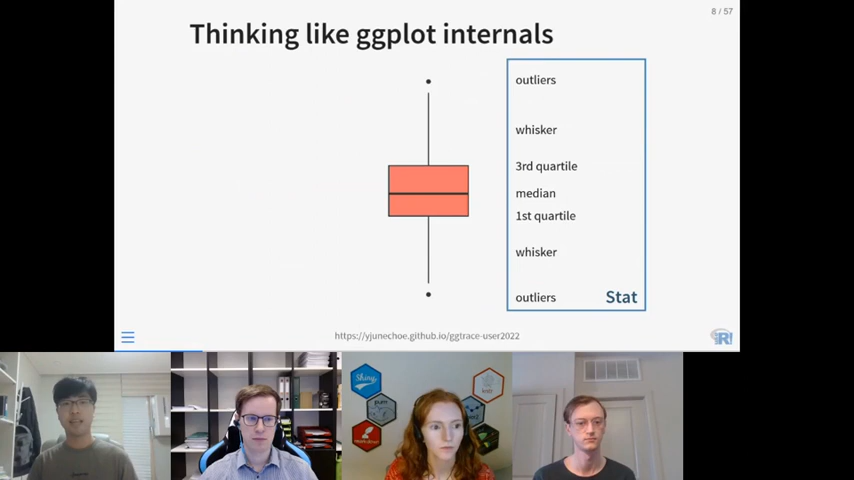 8 / 57
Thinking like ggplot internals
outliers
whisker
3rd quartile
median
1st quartile
whisker
outliers
Stat
https://yjunechoe.github.io/ggtrace-user2022
R!
Shiny